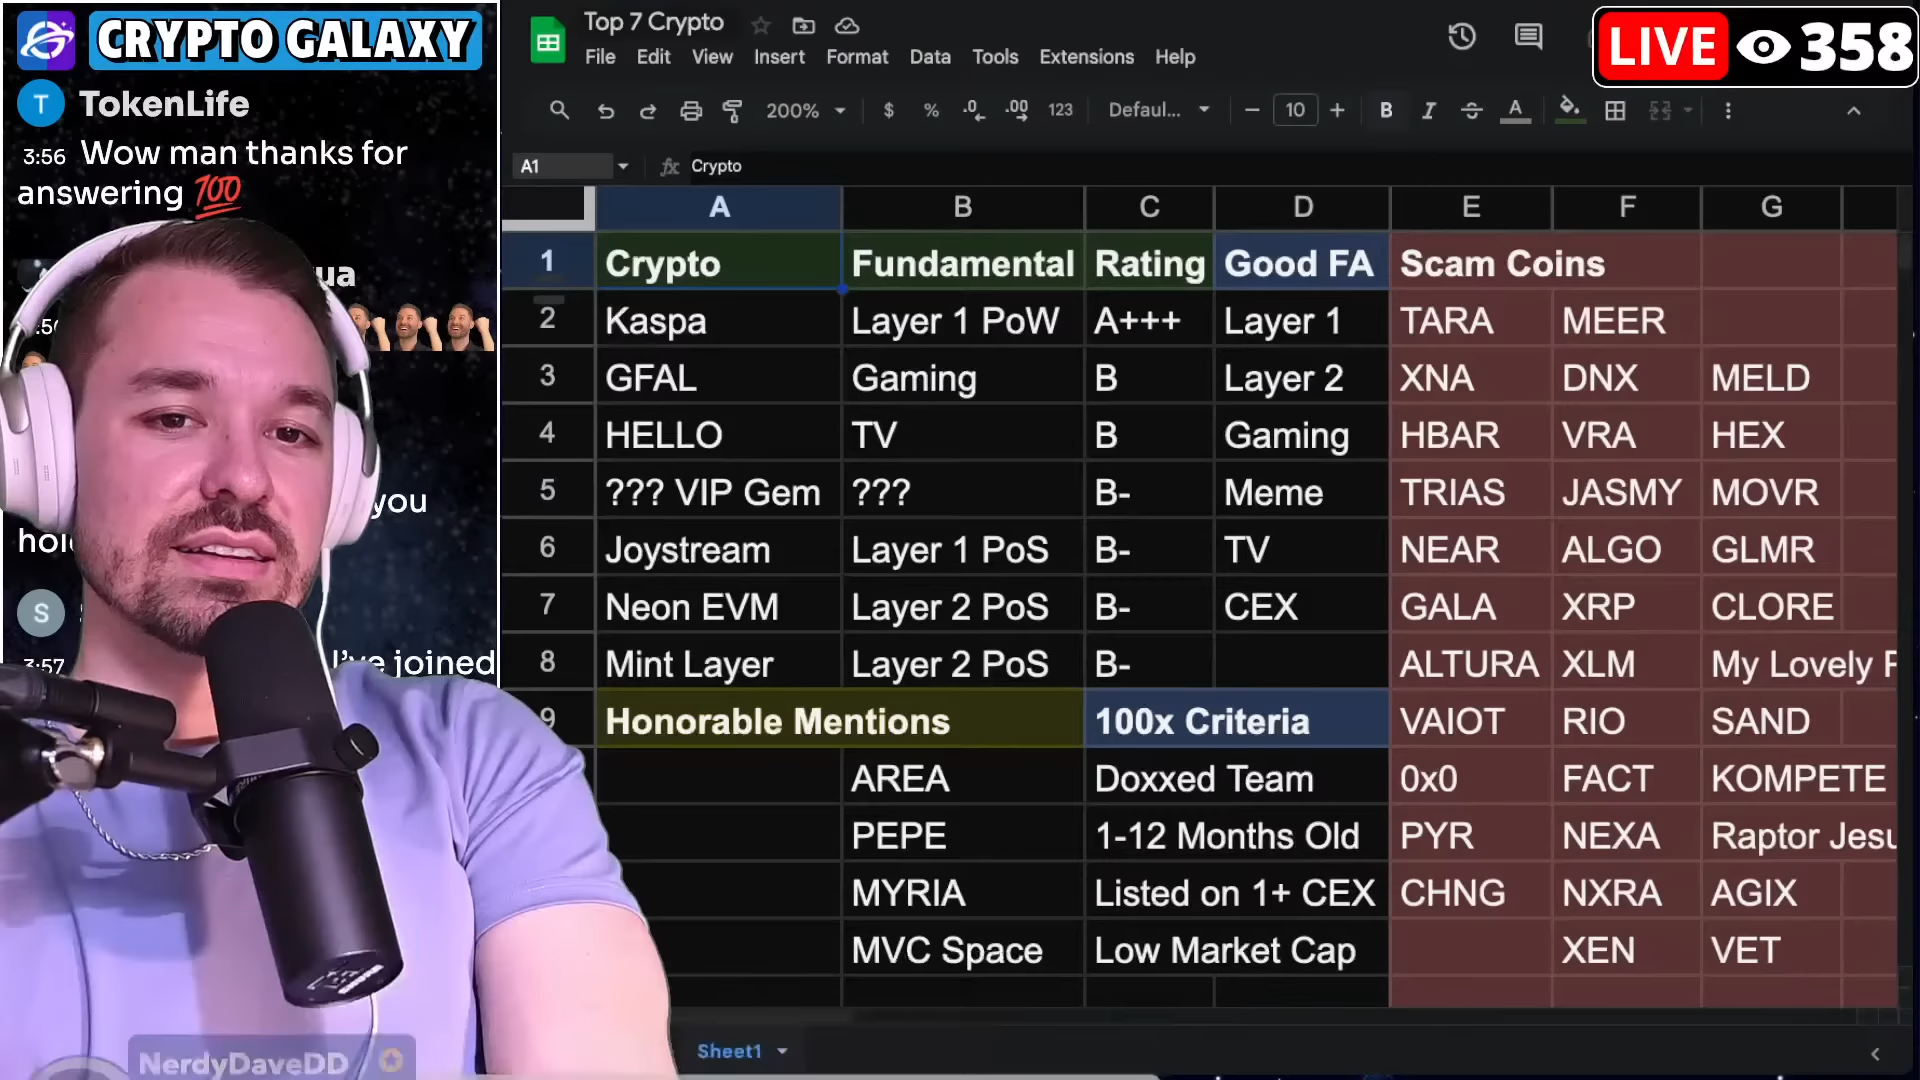 CRYPTO GALAXY
T TokenLife
3:56 Wow man thanks for
answering 💯
ua
you
S
3:57
I've joined
NerdyDaveDD
Top 7 Crypto
File Edit View Insert Format Data Tools Extensions Help
LIVE 358
200% $ % .0 .00 123 Defaul... − 10 + B I S A
A1 fx Crypto
A B C D E F G
1 Crypto Fundamental Rating Good FA Scam Coins
2 Kaspa Layer 1 PoW A+++ Layer 1 TARA MEER
3 GFAL Gaming B Layer 2 XNA DNX MELD
4 HELLO TV B Gaming HBAR VRA HEX
5 ??? VIP Gem ??? B- Meme TRIAS JASMY MOVR
6 Joystream Layer 1 PoS B- TV NEAR ALGO GLMR
7 Neon EVM Layer 2 PoS B- CEX GALA XRP CLORE
8 Mint Layer Layer 2 PoS B- ALTURA XLM My Lovely
9 Honorable Mentions 100x Criteria VAIOT RIO SAND
AREA Doxxed Team 0x0 FACT KOMPETE
PEPE 1-12 Months Old PYR NEXA Raptor Jesu
MYRIA Listed on 1+ CEX CHNG NXRA AGIX
MVC Space Low Market Cap XEN VET
Sheet1